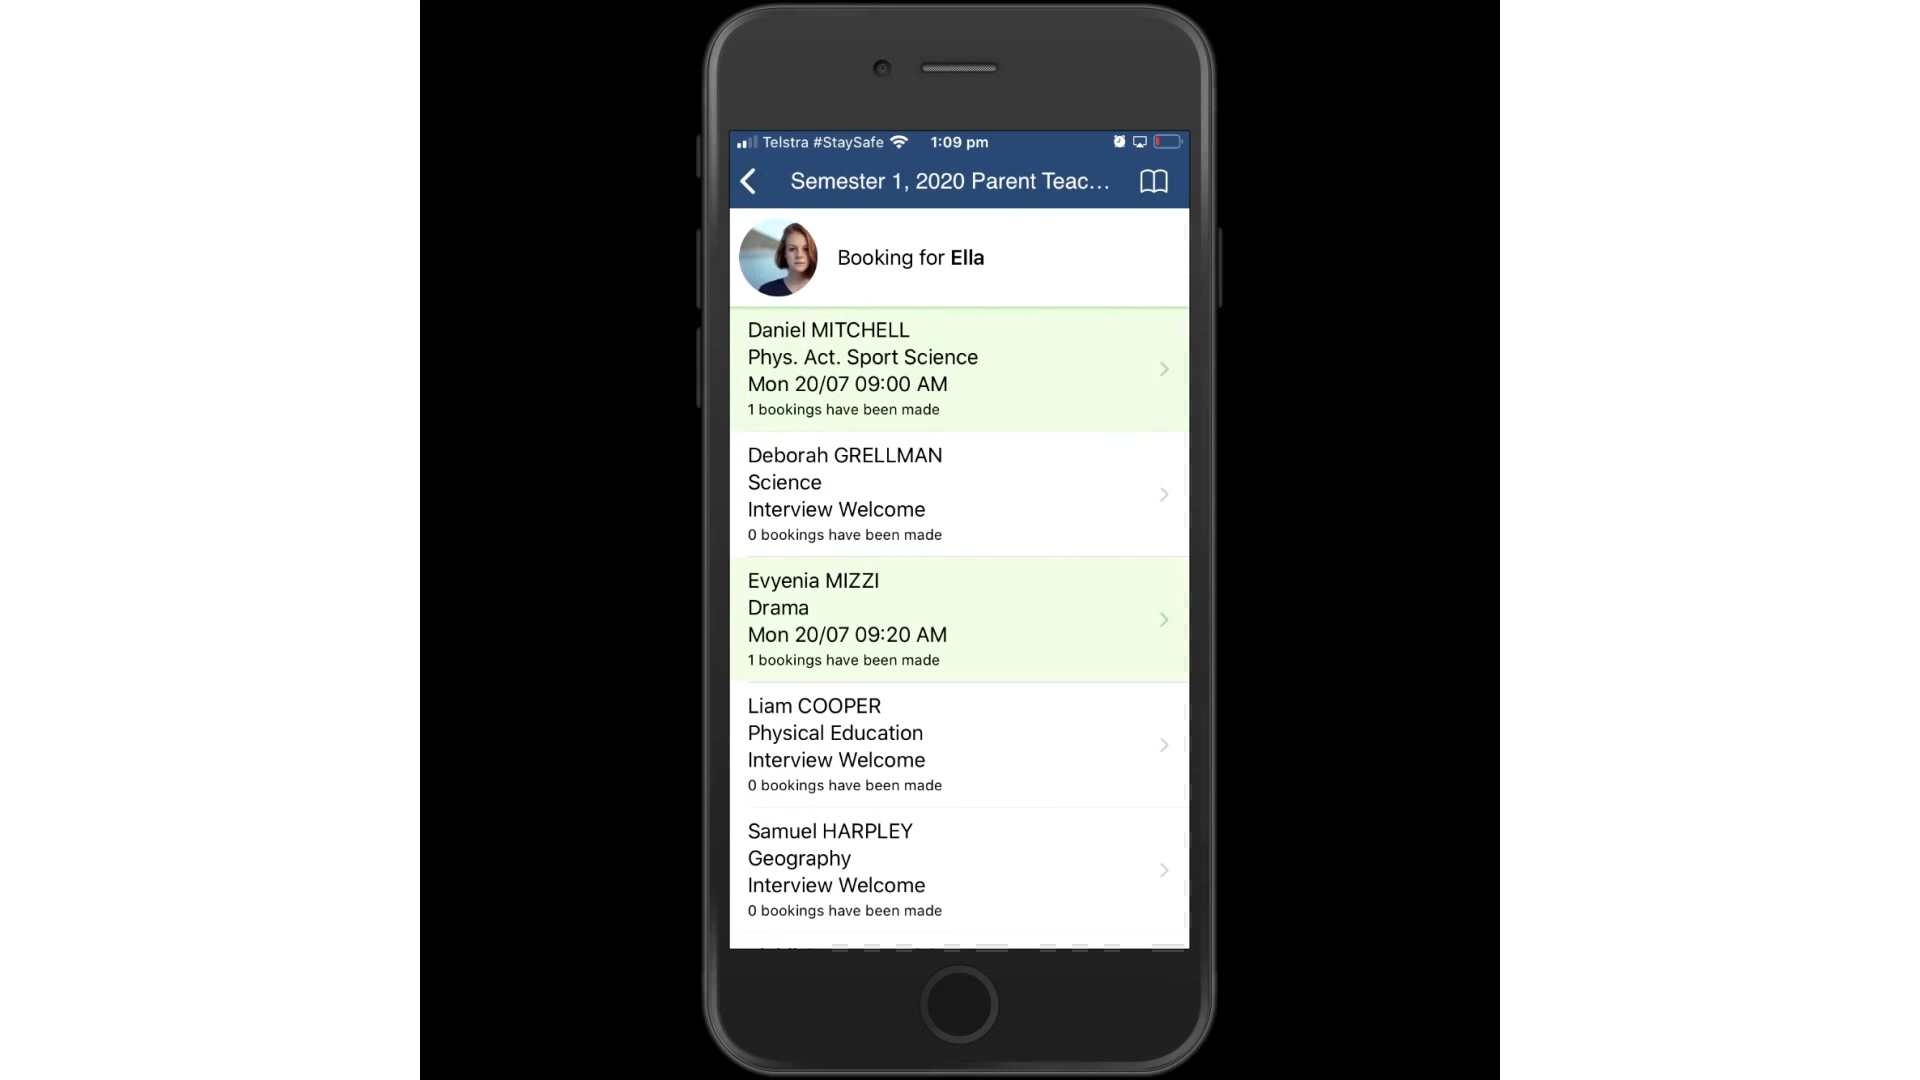 Telstra #StaySafe 1:09 pm
Semester 1, 2020 Parent Teac...
Booking for Ella
Daniel MITCHELL
Phys. Act. Sport Science
Mon 20/07 09:00 AM
1 bookings have been made
Deborah GRELLMAN
Science
Interview Welcome
0 bookings have been made
Evyenia MIZZI
Drama
Mon 20/07 09:20 AM
1 bookings have been made
Liam COOPER
Physical Education
Interview Welcome
0 bookings have been made
Samuel HARPLEY
Geography
Interview Welcome
0 bookings have been made